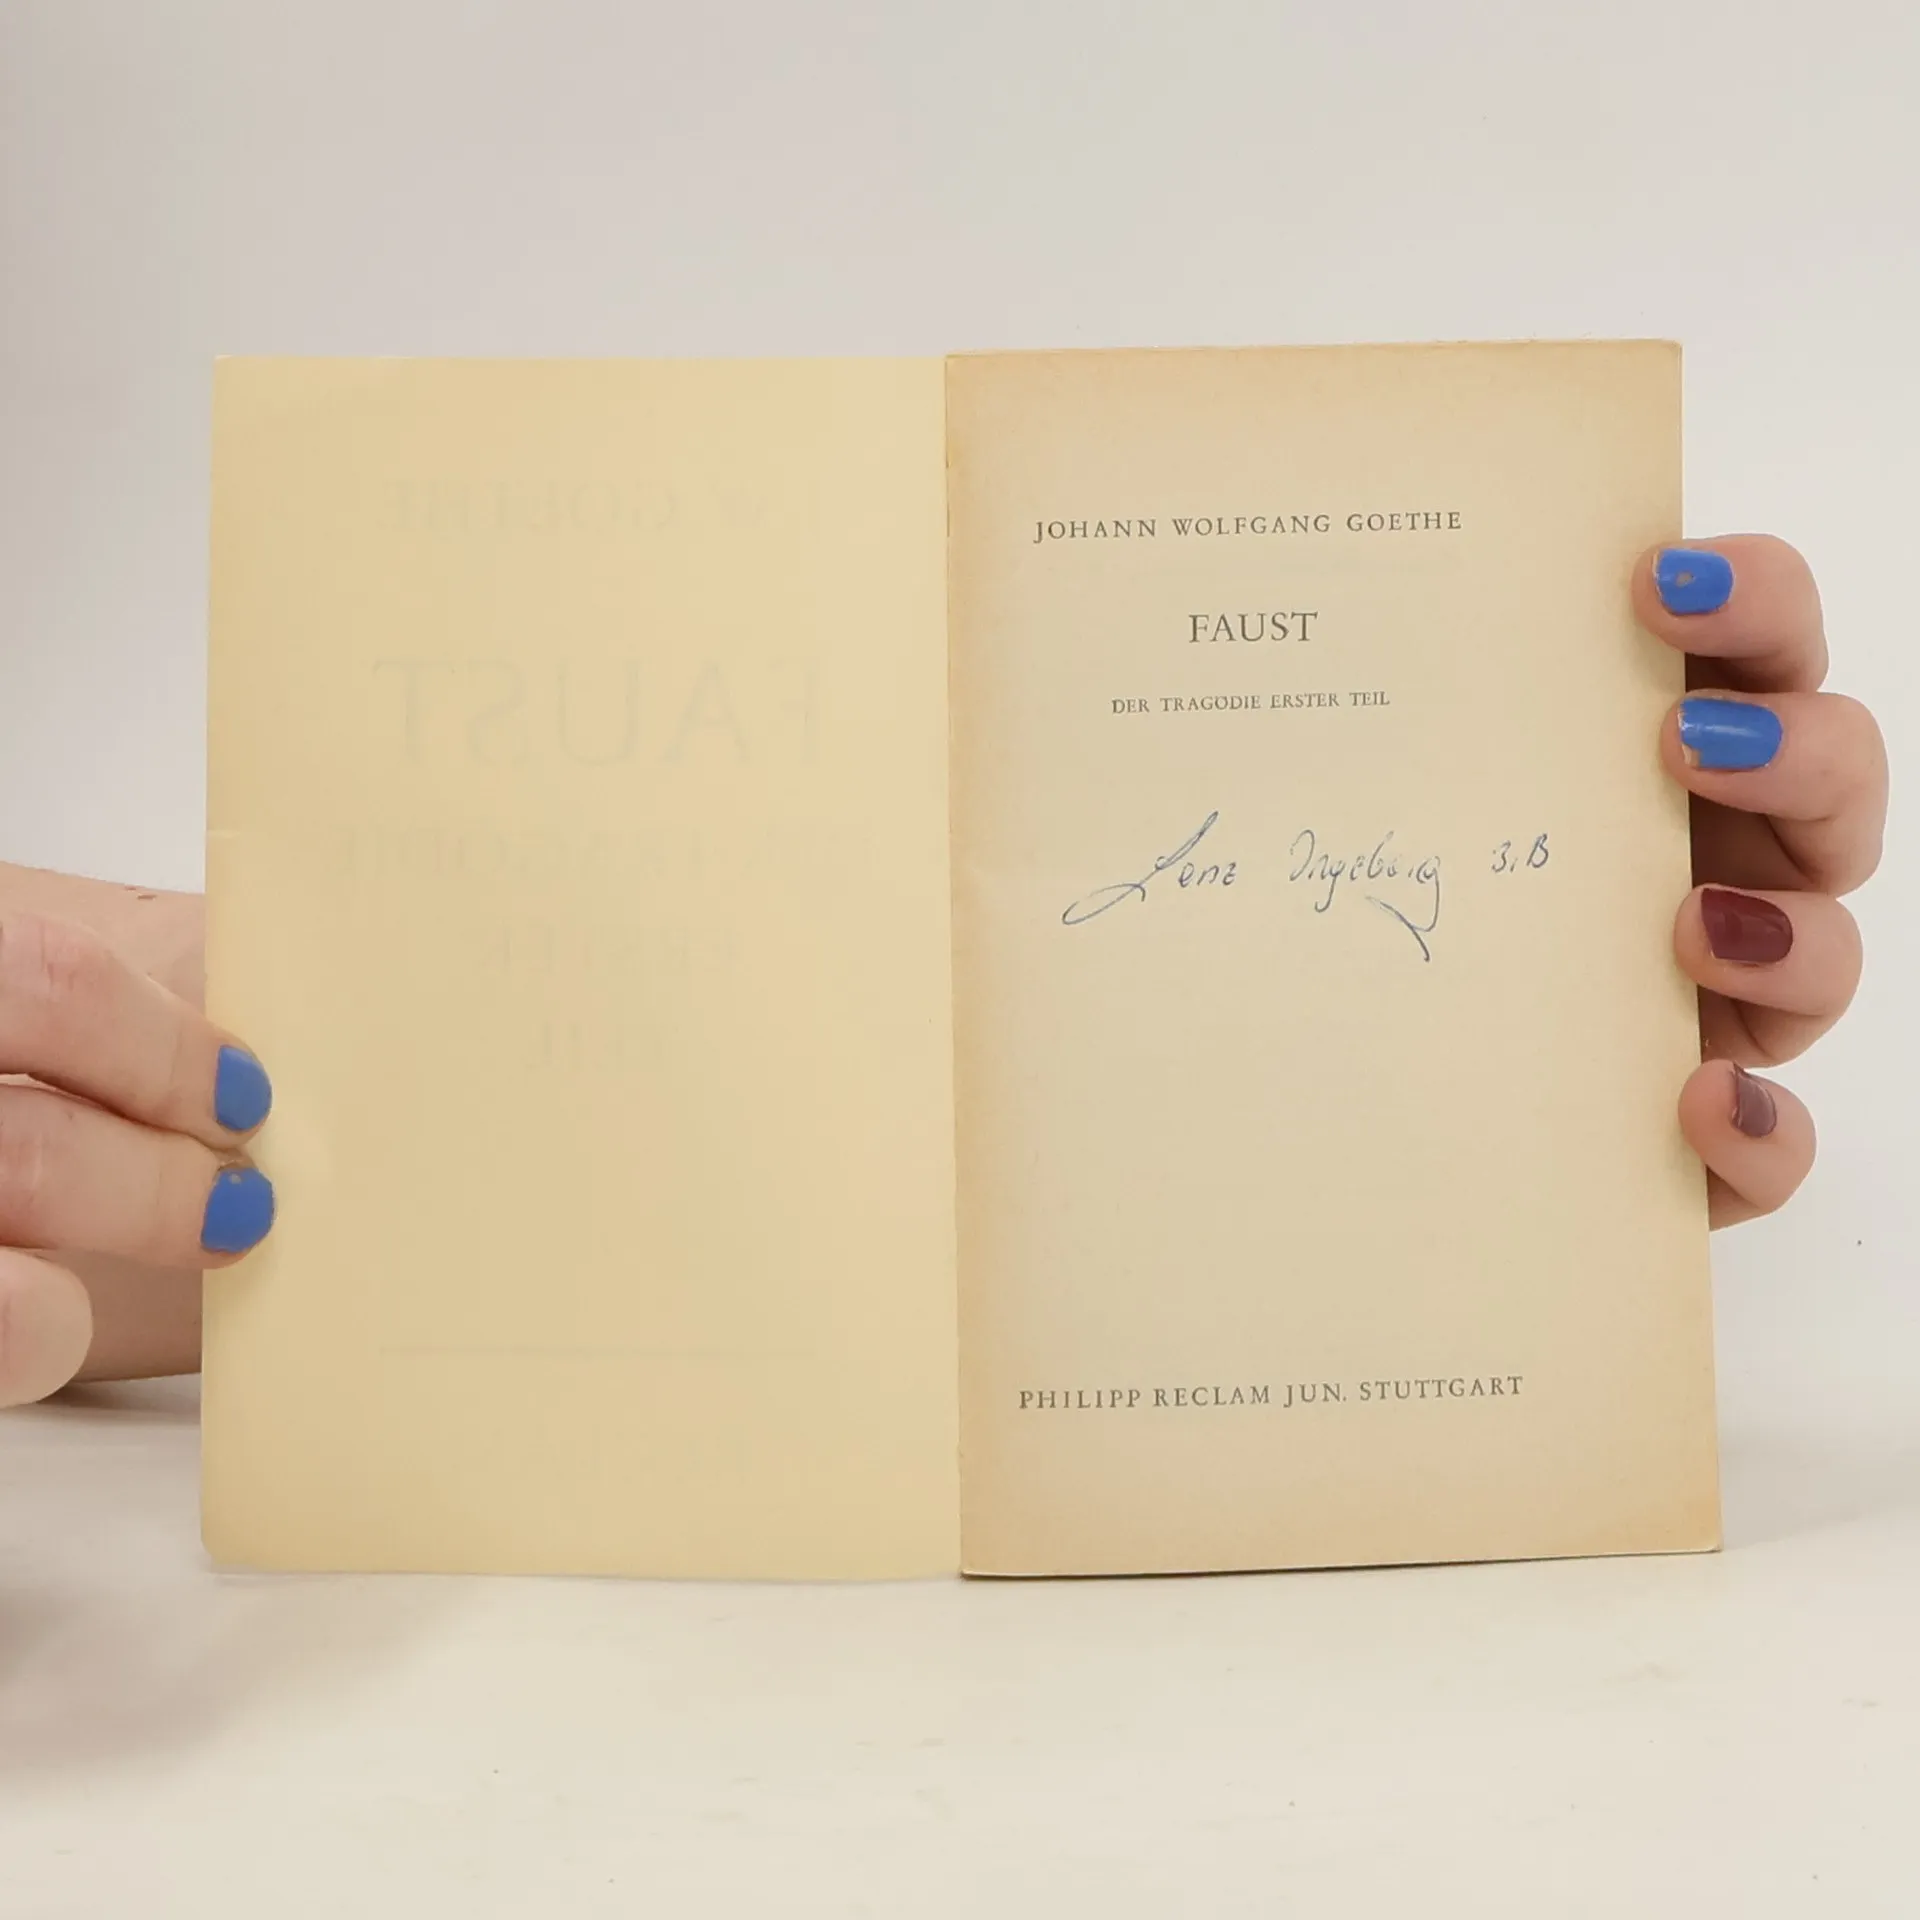 JOHANN WOLFGANG GOETHE
FAUST
DER TRAGÖDIE ERSTER TEIL
Lenz Ingeborg 3.B
PHILIPP RECLAM JUN. STUTTGART